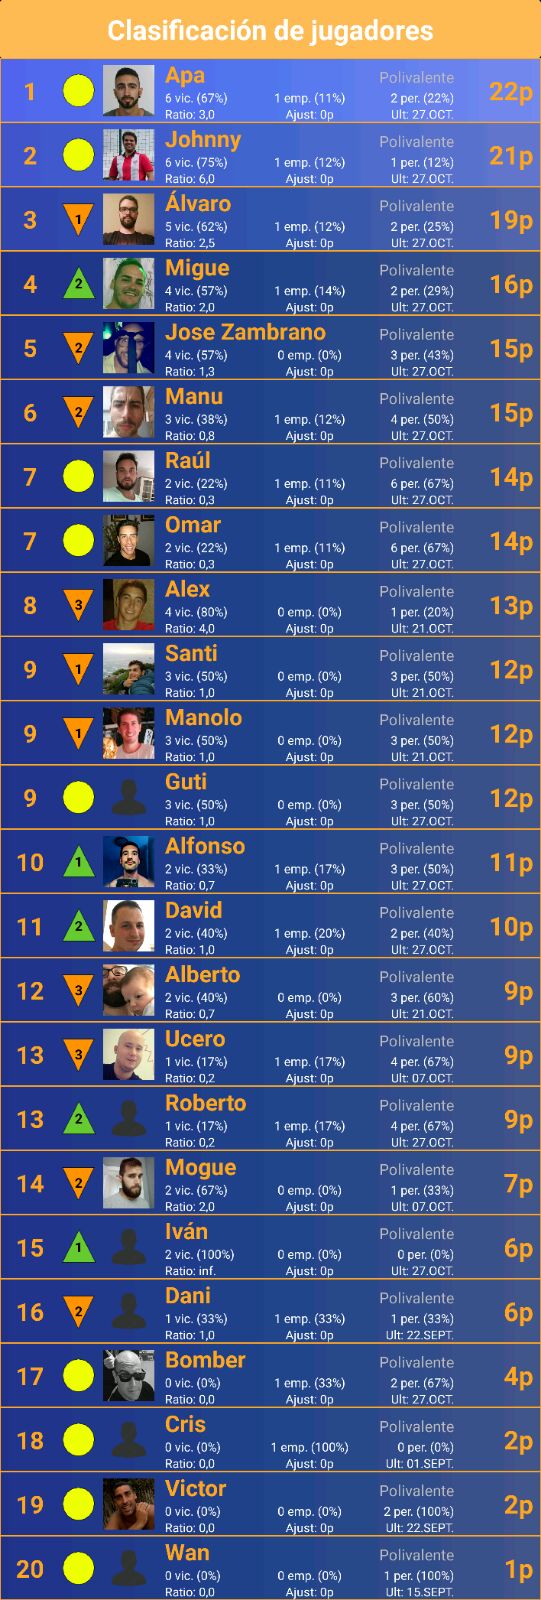 Clasificación de jugadores
1 1 Apa Polivalente 22p
6 vic. (67%) 1 emp. (11%) 2 per. (22%)
Ratio: 3,0 Ajust: 0p Ult: 27.OCT.
2 Johnny Polivalente 21p
6 vic. (75%) 1 emp. (12%) 1 per. (12%)
Ratio: 6,0 Ajust: 0p Ult: 27.OCT.
3 1 Álvaro Polivalente 19p
5 vic. (62%) 1 emp. (12%) 2 per. (25%)
Ratio: 2,5 Ajust: 0p Ult: 27.OCT.
4 2 Migue Polivalente 16p
4 vic. (57%) 1 emp. (14%) 2 per. (29%)
Ratio: 2,0 Ajust: 0p Ult: 27.OCT.
5 2 Jose Zambrano Polivalente 15p
4 vic. (57%) 0 emp. (0%) 3 per. (43%)
Ratio: 1,3 Ajust: 0p Ult: 27.OCT.
6 2 Manu Polivalente 15p
3 vic. (38%) 1 emp. (12%) 4 per. (50%)
Ratio: 0,8 Ajust: 0p Ult: 27.OCT.
7 Raúl Polivalente 14p
2 vic. (22%) 1 emp. (11%) 6 per. (67%)
Ratio: 0,3 Ajust: 0p Ult: 27.OCT.
7 Omar Polivalente 14p
2 vic. (22%) 1 emp. (11%) 6 per. (67%)
Ratio: 0,3 Ajust: 0p Ult: 27.OCT.
8 3 Alex Polivalente 13p
4 vic. (80%) 0 emp. (0%) 1 per. (20%)
Ratio: 4,0 Ajust: 0p Ult: 21.OCT.
9 1 Santi Polivalente 12p
3 vic. (50%) 0 emp. (0%) 3 per. (50%)
Ratio: 1,0 Ajust: 0p Ult: 21.OCT.
9 1 Manolo Polivalente 12p
3 vic. (50%) 0 emp. (0%) 3 per. (50%)
Ratio: 1,0 Ajust: 0p Ult: 21.OCT.
9 Guti Polivalente 12p
3 vic. (50%) 0 emp. (0%) 3 per. (50%)
Ratio: 1,0 Ajust: 0p Ult: 27.OCT.
10 1 Alfonso Polivalente 11p
2 vic. (33%) 1 emp. (17%) 3 per. (50%)
Ratio: 0,7 Ajust: 0p Ult: 27.OCT.
11 2 David Polivalente 10p
2 vic. (40%) 1 emp. (20%) 2 per. (40%)
Ratio: 1,0 Ajust: 0p Ult: 27.OCT.
12 3 Alberto Polivalente 9p
2 vic. (40%) 0 emp. (0%) 3 per. (60%)
Ratio: 0,7 Ajust: 0p Ult: 21.OCT.
13 3 Ucero Polivalente 9p
1 vic. (17%) 1 emp. (17%) 4 per. (67%)
Ratio: 0,2 Ajust: 0p Ult: 07.OCT.
13 2 Roberto Polivalente 9p
1 vic. (17%) 1 emp. (17%) 4 per. (67%)
Ratio: 0,2 Ajust: 0p Ult: 27.OCT.
14 2 Mogue Polivalente 7p
2 vic. (67%) 0 emp. (0%) 1 per. (33%)
Ratio: 2,0 Ajust: 0p Ult: 07.OCT.
15 1 Iván Polivalente 6p
2 vic. (100%) 0 emp. (0%) 0 per. (0%)
Ratio: inf. Ajust: 0p Ult: 27.OCT.
16 2 Dani Polivalente 6p
1 vic. (33%) 1 emp. (33%) 1 per. (33%)
Ratio: 1,0 Ajust: 0p Ult: 22.SEPT.
17 Bomber Polivalente 4p
0 vic. (0%) 1 emp. (33%) 2 per. (67%)
Ratio: 0,0 Ajust: 0p Ult: 27.OCT.
18 Cris Polivalente 2p
0 vic. (0%) 1 emp. (100%) 0 per. (0%)
Ratio: 0,0 Ajust: 0p Ult: 01.SEPT.
19 Victor Polivalente 2p
0 vic. (0%) 0 emp. (0%) 2 per. (100%)
Ratio: 0,0 Ajust: 0p Ult: 22.SEPT.
20 Wan Polivalente 1p
0 vic. (0%) 0 emp. (0%) 1 per. (100%)
Ratio: 0,0 Ajust: 0p Ult: 15.SEPT.